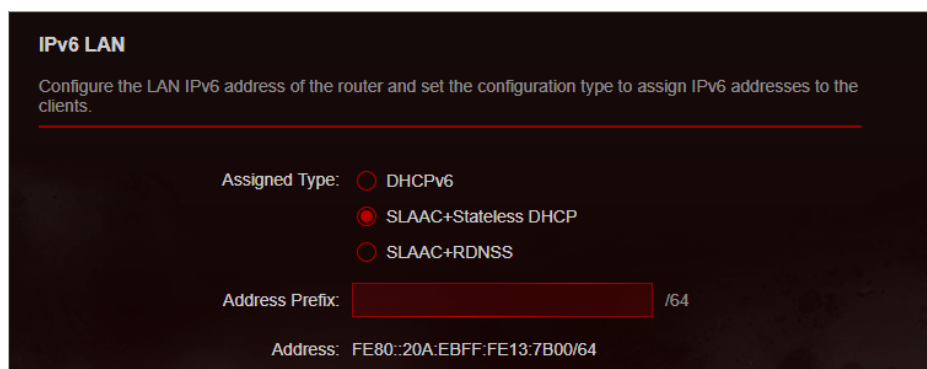 IPv6 LAN
Configure the LAN IPv6 address of the router and set the configuration type to assign IPv6 addresses to the
clients.
Assigned Type: DHCPv6
SLAAC+Stateless DHCP
SLAAC+RDNSS
Address Prefix: /64
Address: FE80::20A:EBFF:FE13:7B00/64